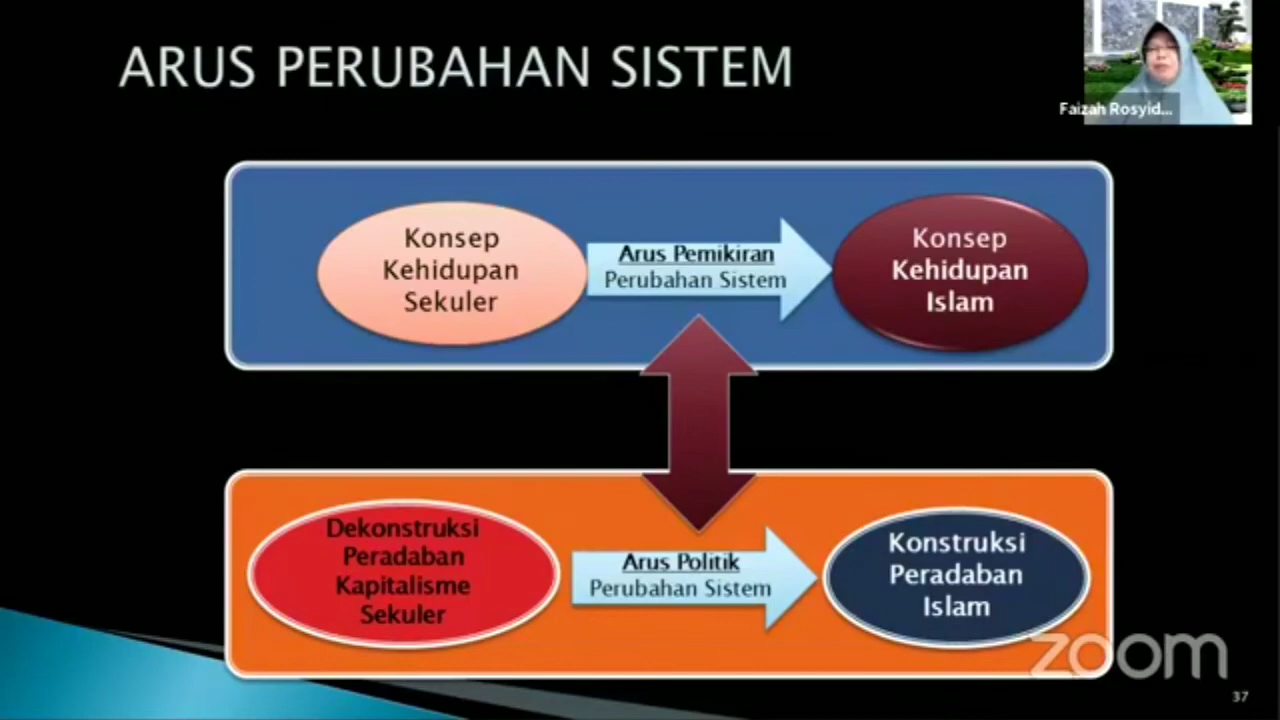 ARUS PERUBAHAN SISTEM
Faizah Rosyid...
Konsep
Kehidupan
Sekuler
Arus Pemikiran
Perubahan Sistem
Konsep
Kehidupan
Islam
Dekonstruksi
Peradaban
Kapitalisme
Sekuler
Arus Politik
Perubahan Sistem
Konstruksi
Peradaban
Islam
zoom
37